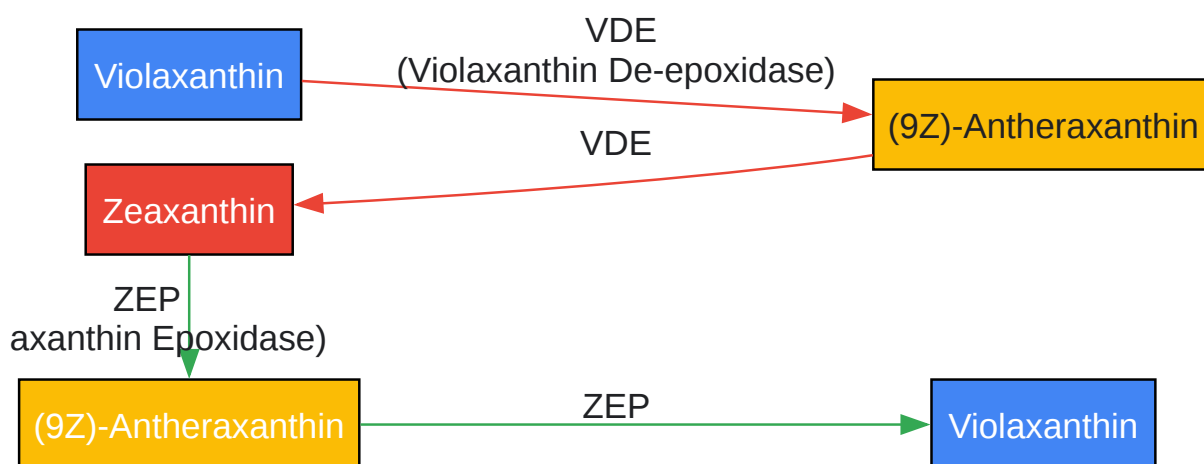 VDE
(Violaxanthin De-epoxidase)
Violaxanthin
(9Z)-Antheraxanthin
VDE
Zeaxanthin
ZEP
axanthin Epoxidase)
(9Z)-Antheraxanthin
ZEP
Violaxanthin